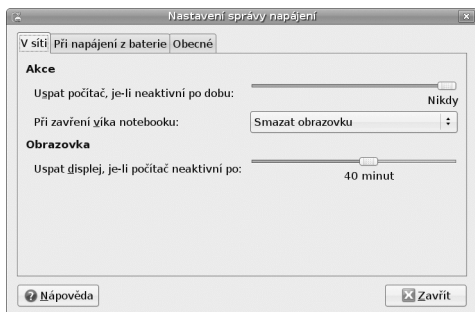 Nastavení správy napájení
V síti Při napájení z baterie Obecné
Akce
Uspat počítač, je-li neaktivní po dobu:
Nikdy
Při zavření víka notebooku: Smazat obrazovku
Obrazovka
Uspat displej, je-li počítač neaktivní po:
40 minut
Nápověda Zavřít